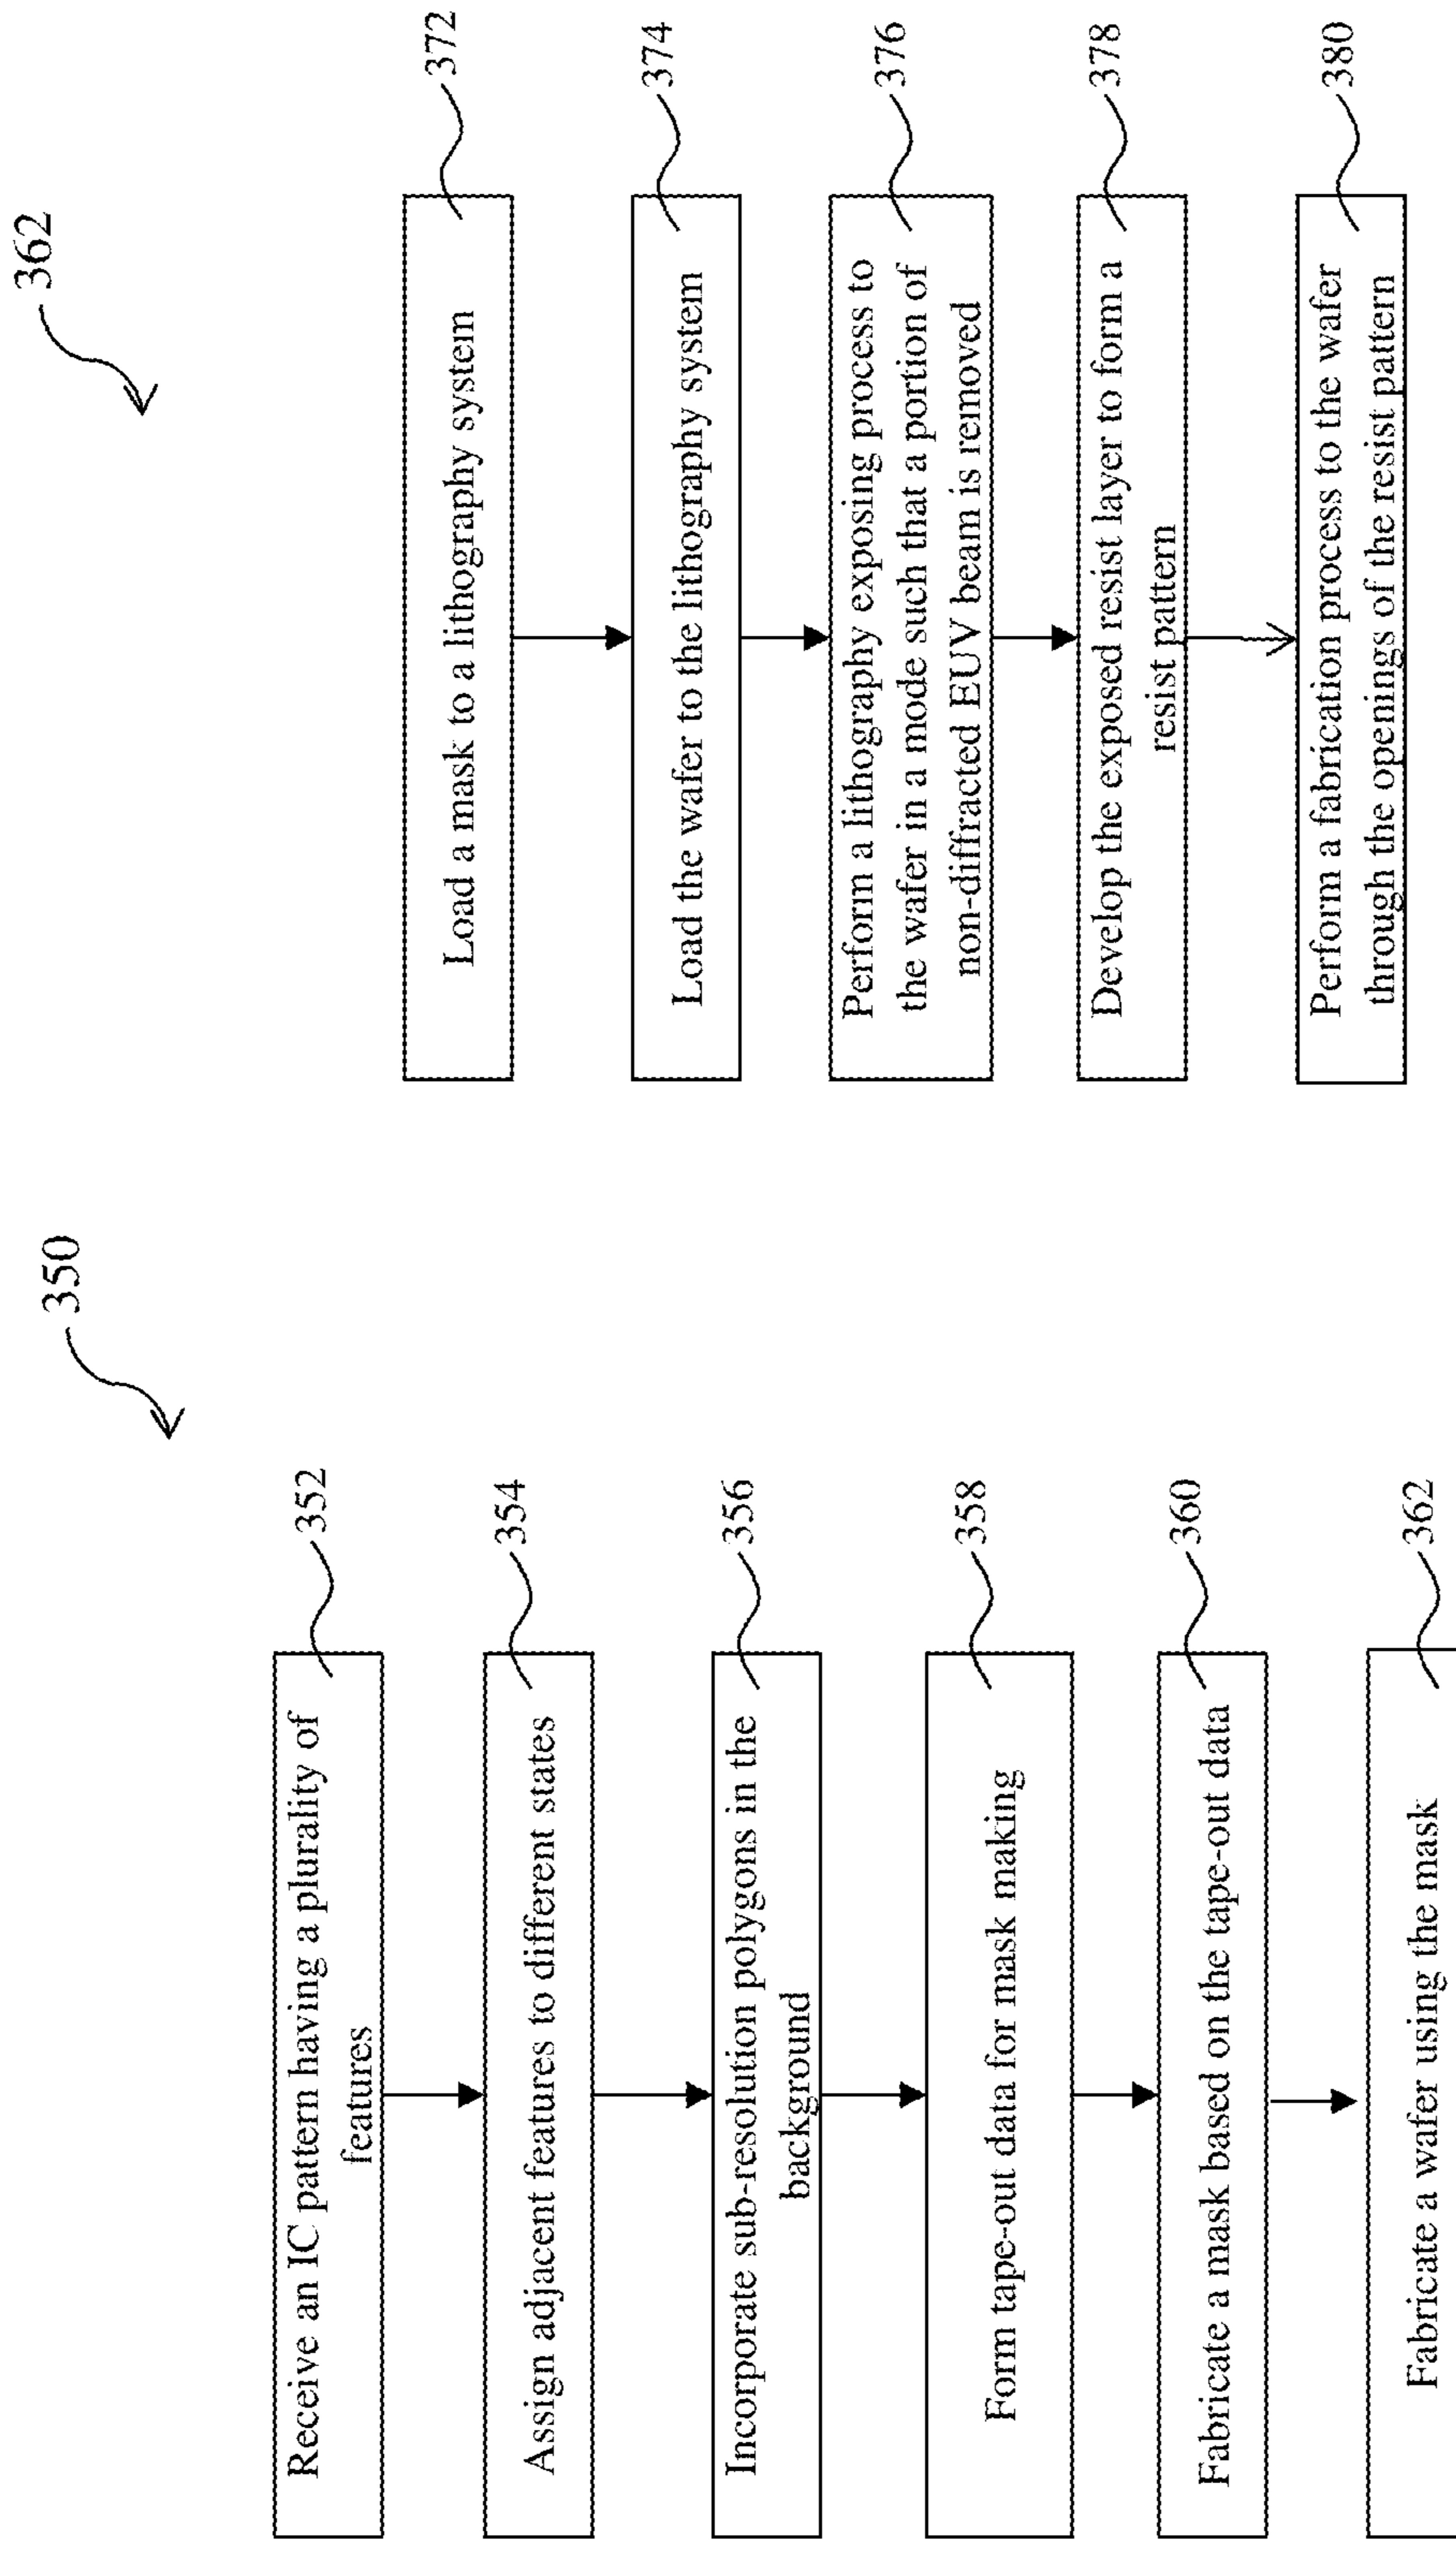 350
Receive an IC pattern having a plurality of
features
352
Assign adjacent features to different states
354
Incorporate sub-resolution polygons in the
background
356
Form tape-out data for mask making
358
Fabricate a mask based on the tape-out data
360
Fabricate a wafer using the mask
362
362
Load a mask to a lithography system
372
Load the wafer to the lithography system
374
Perform a lithography exposing process to
the wafer in a mode such that a portion of
non-diffracted EUV beam is removed
376
Develop the exposed resist layer to form a
resist pattern
378
Perform a fabrication process to the wafer
through the openings of the resist pattern
380